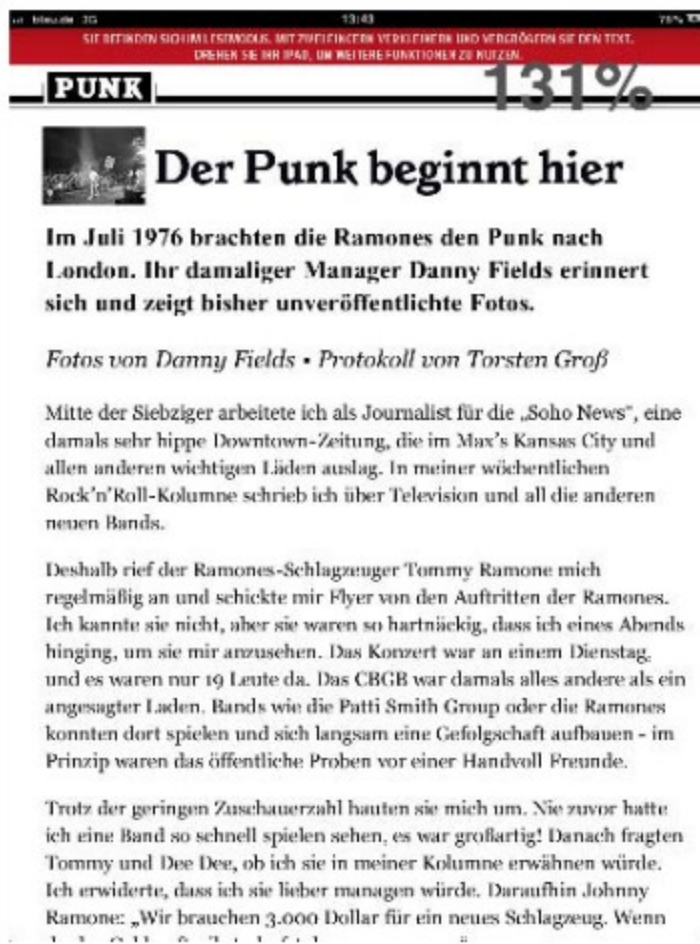 blau.de 3G 13:43 78%
SIE BEFINDEN SICH IM LESEMODUS. MIT ZWEI FINGERN VERKLEINERN UND VERGRÖßERN SIE DEN TEXT.
DREHEN SIE IHR IPAD, UM WEITERE FUNKTIONEN ZU NUTZEN.
131%
PUNK
Der Punk beginnt hier
Im Juli 1976 brachten die Ramones den Punk nach
London. Ihr damaliger Manager Danny Fields erinnert
sich und zeigt bisher unveröffentlichte Fotos.
Fotos von Danny Fields • Protokoll von Torsten Groß
Mitte der Siebziger arbeitete ich als Journalist für die „Soho News“, eine
damals sehr hippe Downtown-Zeitung, die im Max's Kansas City und
allen anderen wichtigen Läden auslag. In meiner wöchentlichen
Rock'n'Roll-Kolumne schrieb ich über Television und all die anderen
neuen Bands.
Deshalb rief der Ramones-Schlagzeuger Tommy Ramone mich
regelmäßig an und schickte mir Flyer von den Auftritten der Ramones.
Ich kannte sie nicht, aber sie waren so hartnäckig, dass ich eines Abends
hinging, um sie mir anzusehen. Das Konzert war an einem Dienstag,
und es waren nur 19 Leute da. Das CBGB war damals alles andere als ein
angesagter Laden. Bands wie die Patti Smith Group oder die Ramones
konnten dort spielen und sich langsam eine Gefolgschaft aufbauen – im
Prinzip waren das öffentliche Proben vor einer Handvoll Freunde.
Trotz der geringen Zuschauerzahl hauten sie mich um. Nie zuvor hatte
ich eine Band so schnell spielen sehen, es war großartig! Danach fragten
Tommy und Dee Dee, ob ich sie in meiner Kolumne erwähnen würde.
Ich erwiderte, dass ich sie lieber managen würde. Daraufhin Johnny
Ramone: „Wir brauchen 3.000 Dollar für ein neues Schlagzeug. Wenn